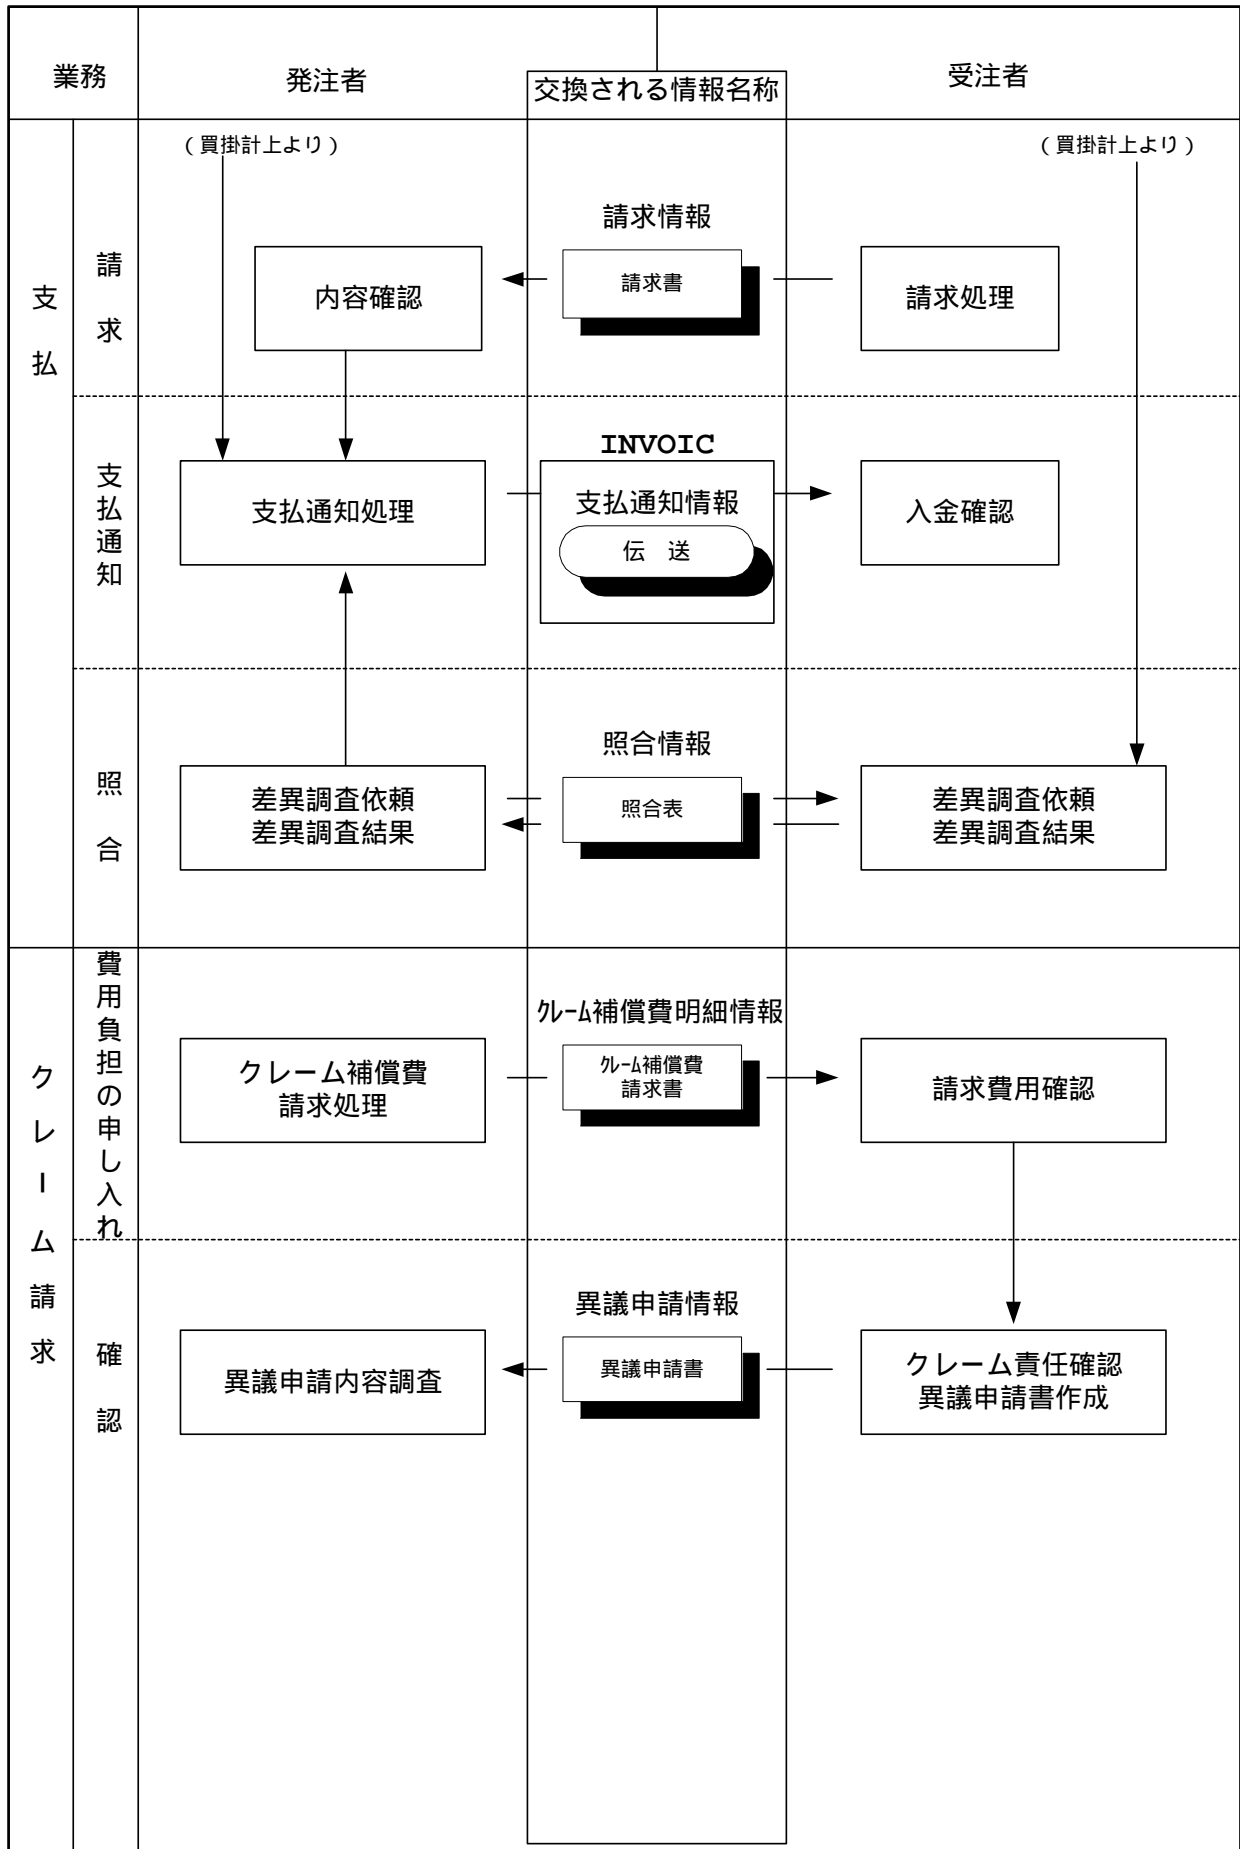 業務
発注者
交換される情報名称
受注者
（買掛計上より）
（買掛計上より）
支払
請求
請求情報
内容確認
請求書
請求処理
支払通知
INVOIC
支払通知処理
支払通知情報
伝　送
入金確認
照合
照合情報
差異調査依頼
差異調査結果
照合表
差異調査依頼
差異調査結果
クレーム請求
費用負担の申し入れ
ｸﾚｰﾑ補償費明細情報
クレーム補償費
請求処理
ｸﾚｰﾑ補償費
請求書
請求費用確認
確認
異議申請情報
異議申請内容調査
異議申請書
クレーム責任確認
異議申請書作成